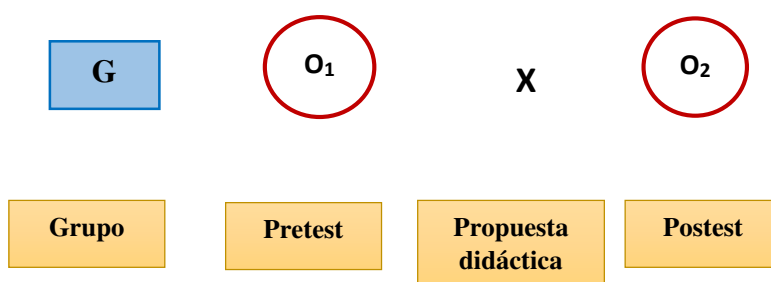 G O₁ X O₂
Grupo Pretest Propuesta didáctica Postest